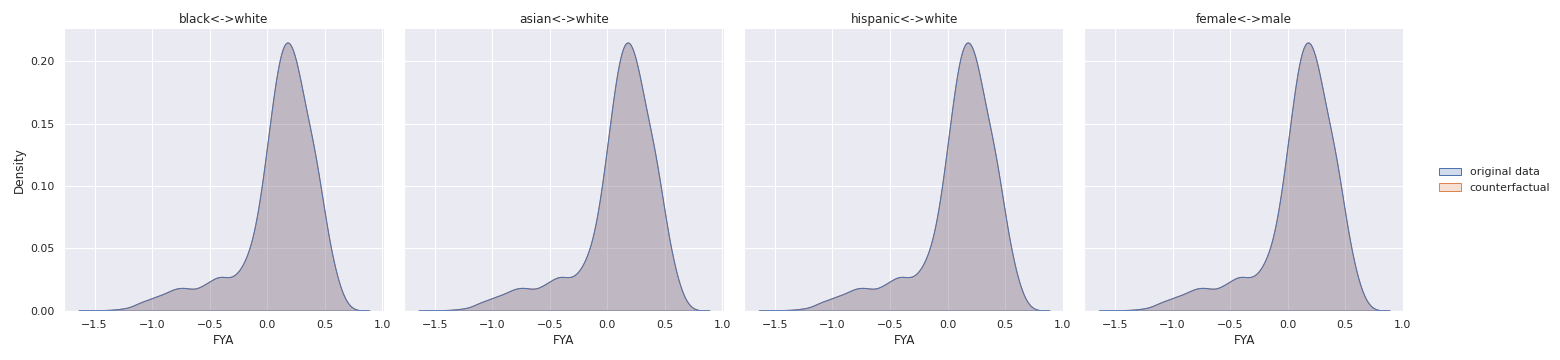 black<->white
asian<->white
hispanic<->white
female<->male
0.20
0.15
0.10
0.05
0.00
Density
−1.5 −1.0 −0.5 0.0 0.5 1.0
−1.5 −1.0 −0.5 0.0 0.5 1.0
−1.5 −1.0 −0.5 0.0 0.5 1.0
−1.5 −1.0 −0.5 0.0 0.5 1.0
FYA
FYA
FYA
FYA
original data
counterfactual